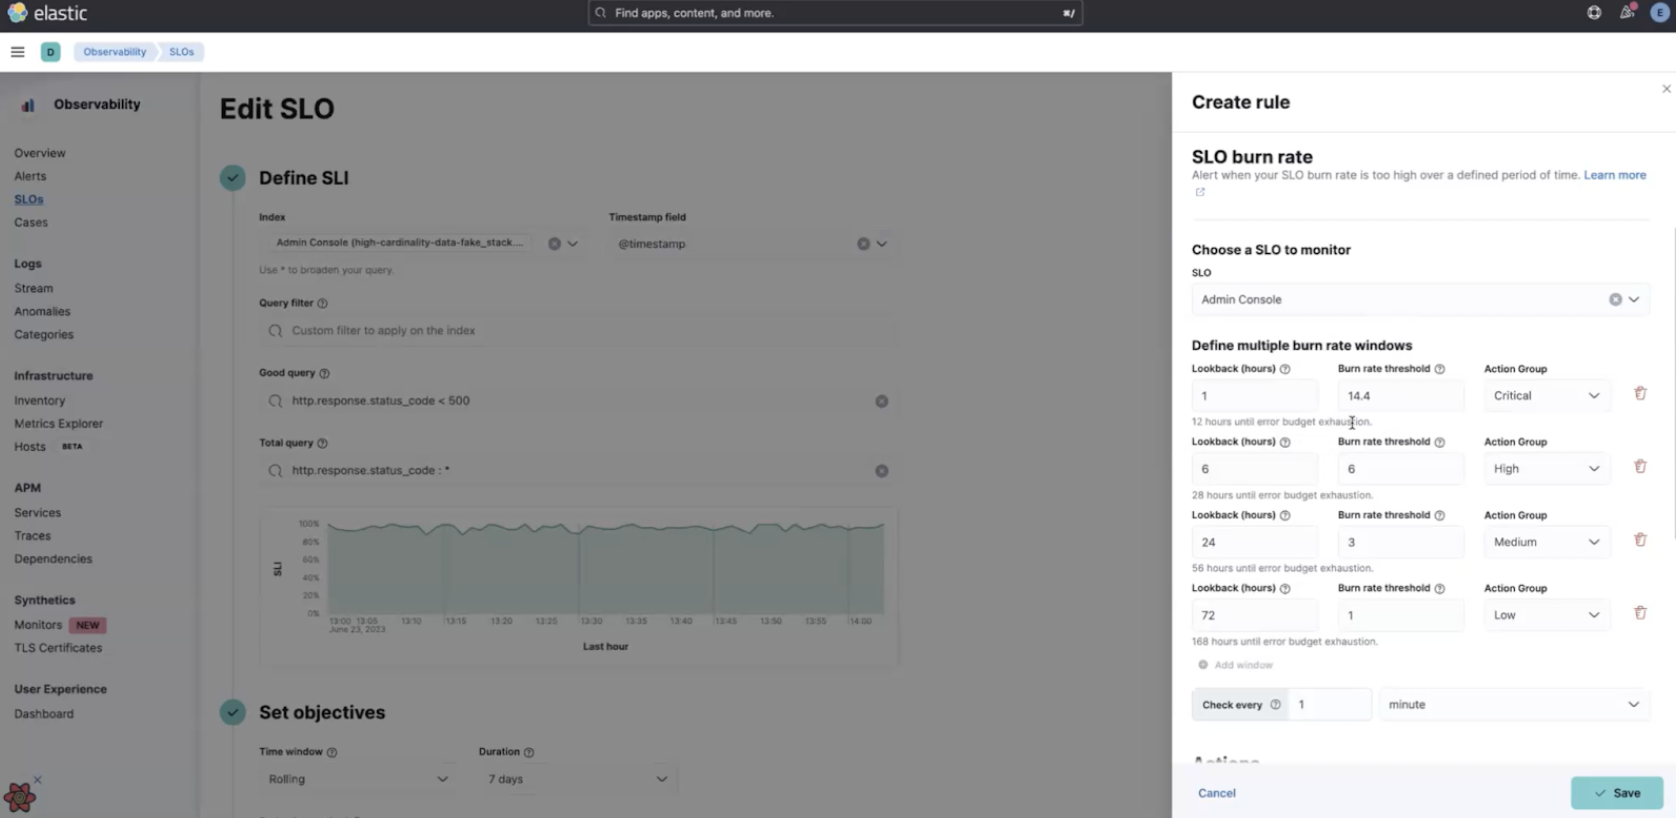 elastic
Find apps, content, and more.
⌘/
E
D
Observability
SLOs
Observability
Overview
Alerts
SLOs
Cases
Logs
Stream
Anomalies
Categories
Infrastructure
Inventory
Metrics Explorer
Hosts BETA
APM
Services
Traces
Dependencies
Synthetics
Monitors NEW
TLS Certificates
User Experience
Dashboard
Edit SLO
Define SLI
Index
Admin Console (high-cardinality-data-fake_stack....
Use * to broaden your query.
Timestamp field
@timestamp
Query filter
Custom filter to apply on the index
Good query
http.response.status_code < 500
Total query
http.response.status_code : *
SLI
100%
80%
60%
40%
20%
0%
13:00 13:05 13:10 13:15 13:20 13:25 13:30 13:35 13:40 13:45 13:50 13:55 14:00
June 23, 2023
Last hour
Set objectives
Time window
Rolling
Duration
7 days
Create rule
SLO burn rate
Alert when your SLO burn rate is too high over a defined period of time. Learn more
Choose a SLO to monitor
SLO
Admin Console
Define multiple burn rate windows
Lookback (hours) Burn rate threshold Action Group
1 14.4 Critical
12 hours until error budget exhaustion.
Lookback (hours) Burn rate threshold Action Group
6 6 High
28 hours until error budget exhaustion.
Lookback (hours) Burn rate threshold Action Group
24 3 Medium
56 hours until error budget exhaustion.
Lookback (hours) Burn rate threshold Action Group
72 1 Low
168 hours until error budget exhaustion.
Add window
Check every 1 minute
Actions
Cancel
Save